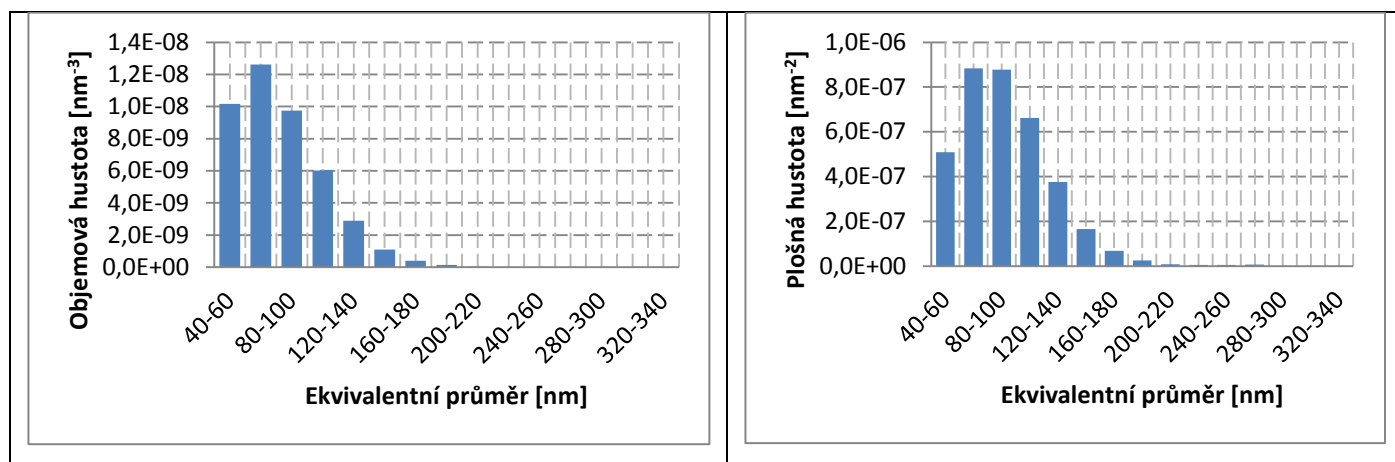 Objemová hustota [nm-3]
1,4E-08
1,2E-08
1,0E-08
8,0E-09
6,0E-09
4,0E-09
2,0E-09
0,0E+00
40-60
80-100
120-140
160-180
200-220
240-260
280-300
320-340
Ekvivalentní průměr [nm]
Plošná hustota [nm-2]
1,0E-06
8,0E-07
6,0E-07
4,0E-07
2,0E-07
0,0E+00
40-60
80-100
120-140
160-180
200-220
240-260
280-300
320-340
Ekvivalentní průměr [nm]